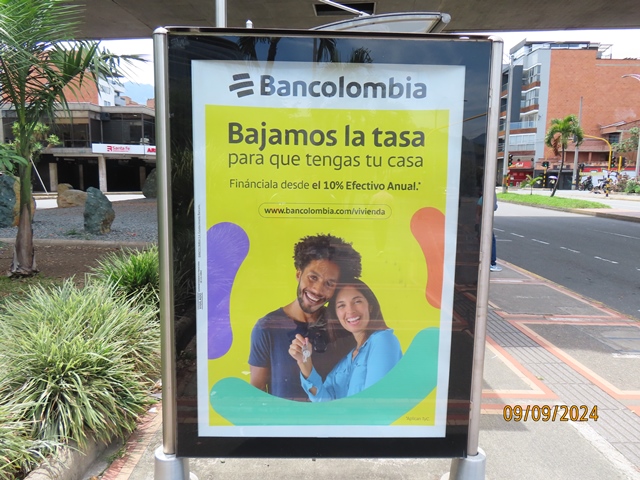 Bancolombia
Bajamos la tasa
para que tengas tu casa
Fináncialа desde el 10% Efectivo Anual.*
www.bancolombia.com/vivienda
09/09/2024